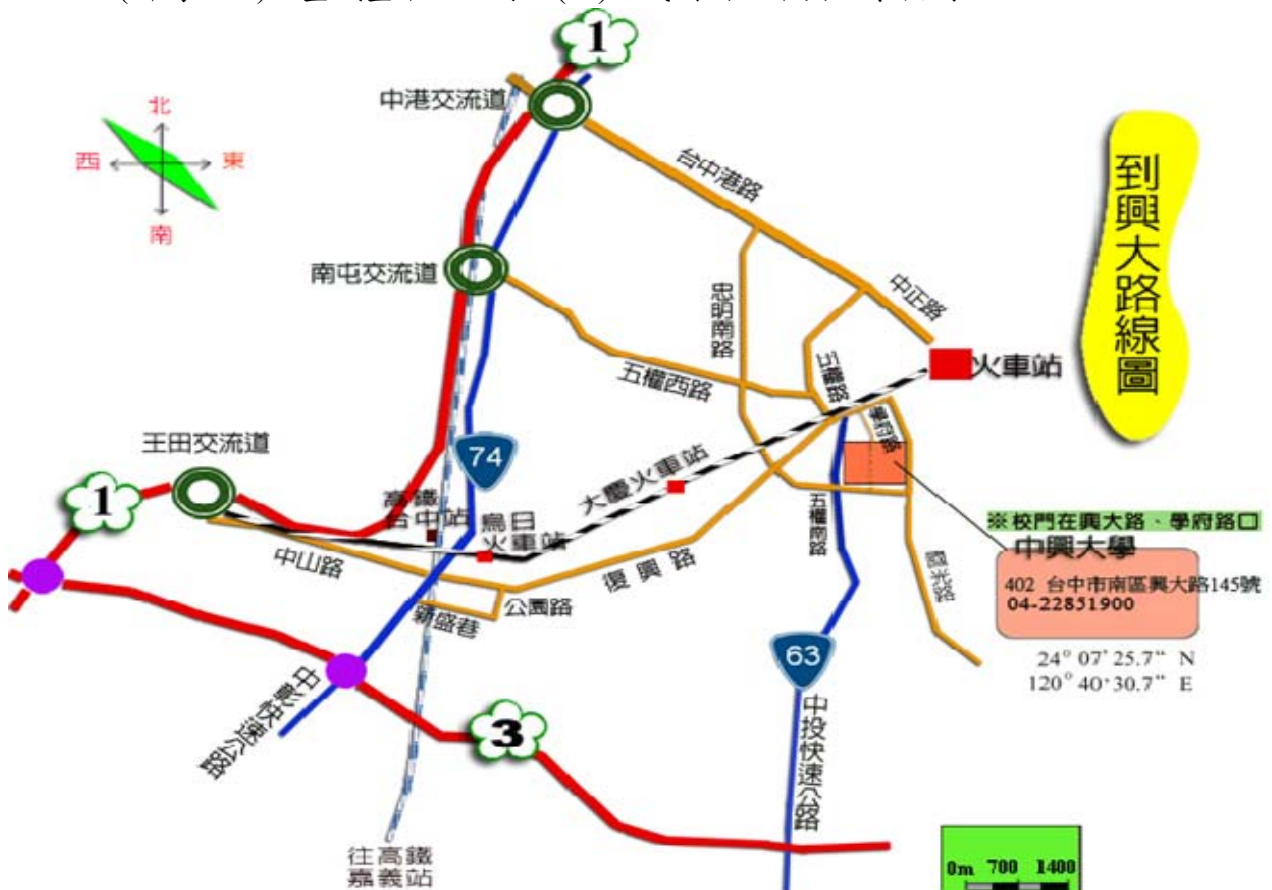 1
中港交流道
北
西
東
南
台中港路
到興大路線圖
南屯交流道
中正路
忠明南路
火車站
五權西路
五權路
學府路
王田交流道
74
大慶火車站
1
高鐵
台中站
烏日
火車站
五權南路
※校門在興大路、學府路口
中興大學
中山路
復興路
402 台中市南區興大路145號
04-22851900
公園路
新盛巷
63
24° 07' 25.7" N
120° 40' 30.7" E
中彰快速公路
3
中投快速公路
往高鐵
嘉義站
0m 700 1400